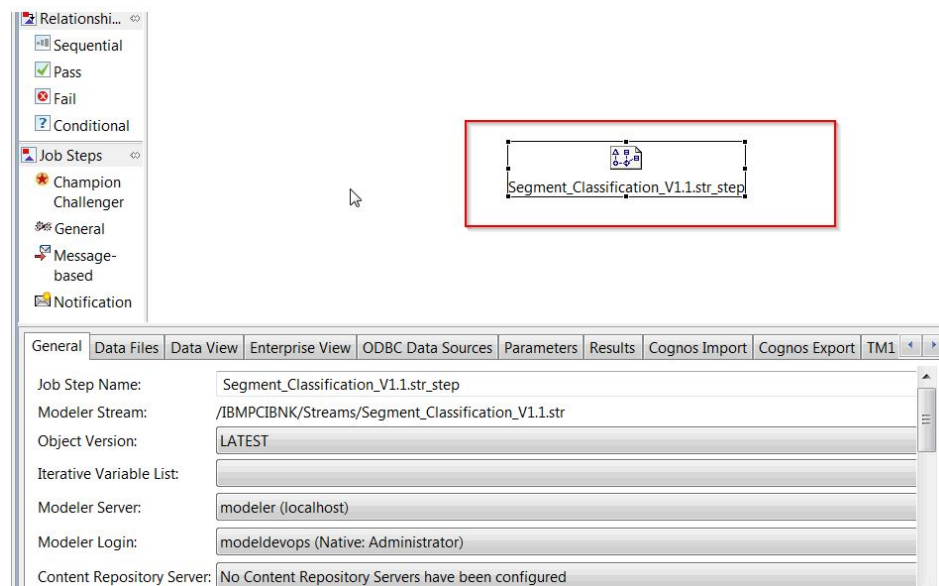 Relationshi...
Sequential
Pass
Fail
Conditional
Job Steps
Champion
Challenger
General
Message-
based
Notification
Segment_Classification_V1.1.str_step
General Data Files Data View Enterprise View ODBC Data Sources Parameters Results Cognos Import Cognos Export TM1
Job Step Name: Segment_Classification_V1.1.str_step
Modeler Stream: /IBMPCIBNK/Streams/Segment_Classification_V1.1.str
Object Version: LATEST
Iterative Variable List:
Modeler Server: modeler (localhost)
Modeler Login: modeldevops (Native: Administrator)
Content Repository Server: No Content Repository Servers have been configured